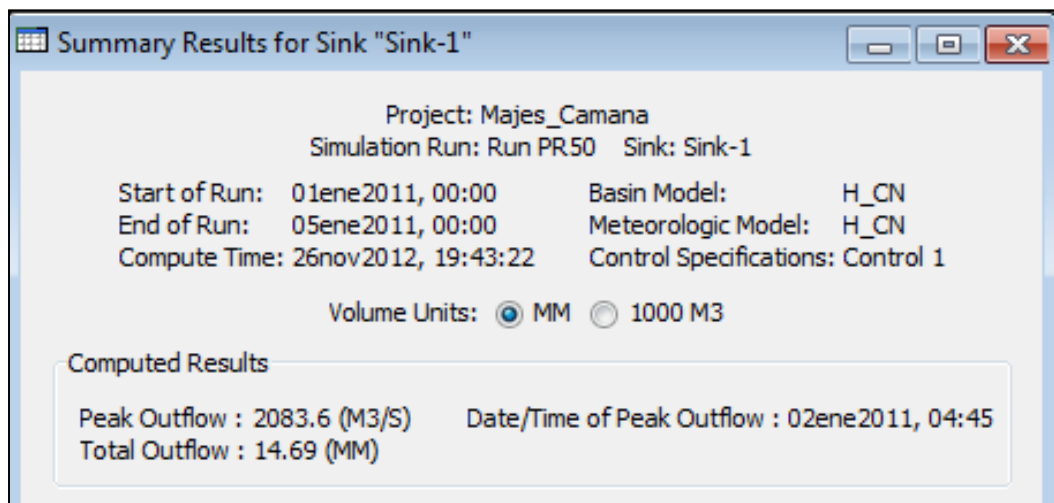 Summary Results for Sink "Sink-1"
Project: Majes_Camana
Simulation Run: Run PR50 Sink: Sink-1
Start of Run: 01ene2011, 00:00 Basin Model: H_CN
End of Run: 05ene2011, 00:00 Meteorologic Model: H_CN
Compute Time: 26nov2012, 19:43:22 Control Specifications: Control 1
Volume Units: MM 1000 M3
Computed Results
Peak Outflow : 2083.6 (M3/S) Date/Time of Peak Outflow : 02ene2011, 04:45
Total Outflow : 14.69 (MM)